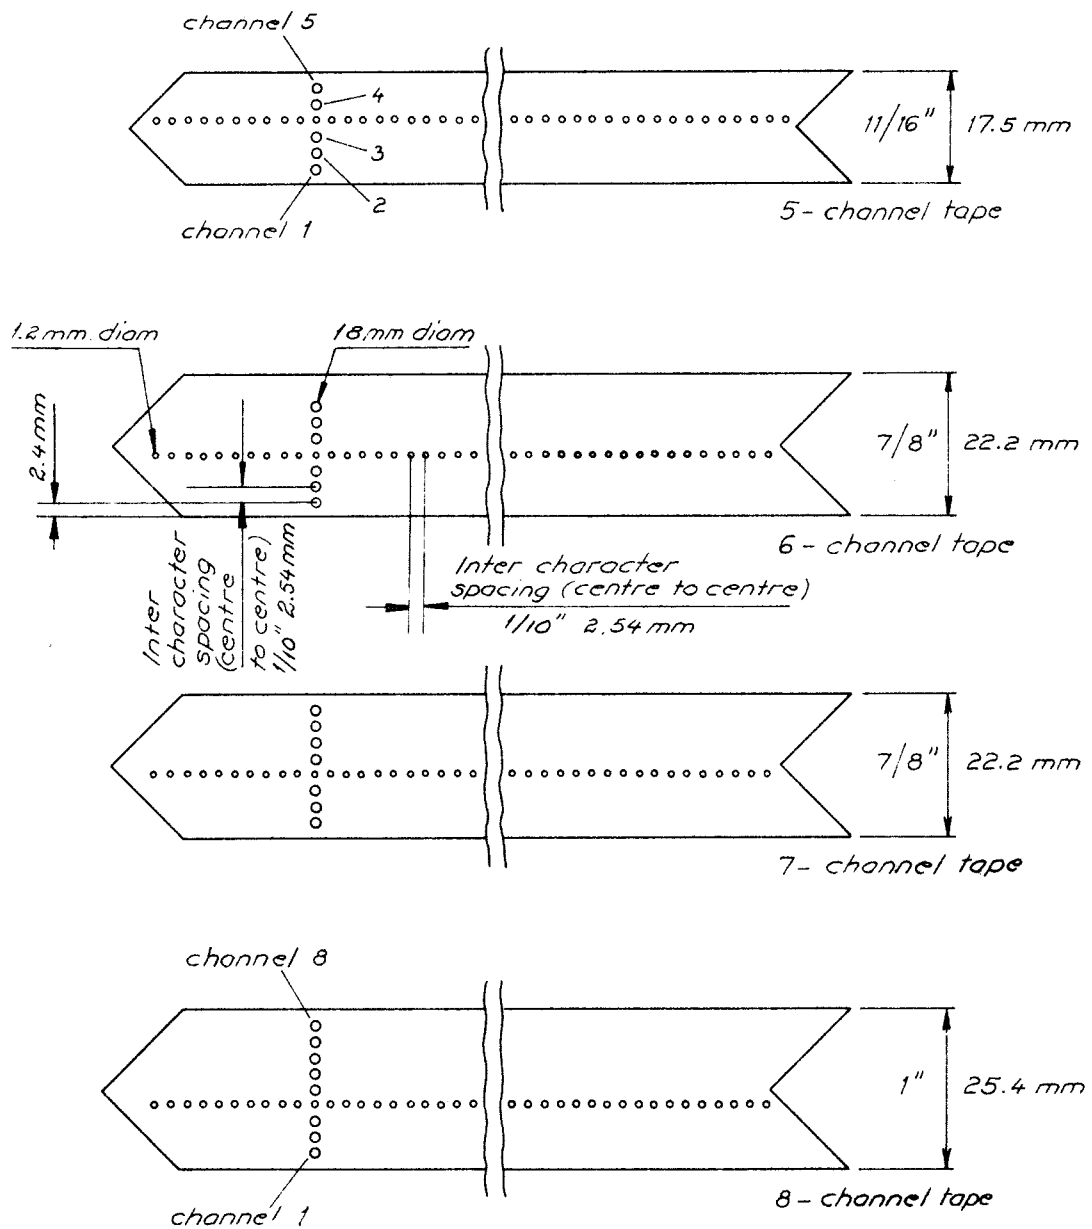 channel 5
4
3
2
channel 1
11/16" 17.5 mm
5- channel tape
1.2 mm. diam
18 mm diam
2.4 mm
7/8" 22.2 mm
6- channel tape
Inter
character
spacing
(centre
to centre)
1/10" 2.54 mm
Inter character
spacing (centre to centre)
1/10" 2.54 mm
7/8" 22.2 mm
7- channel tape
channel 8
1" 25.4 mm
channel 1
8- channel tape